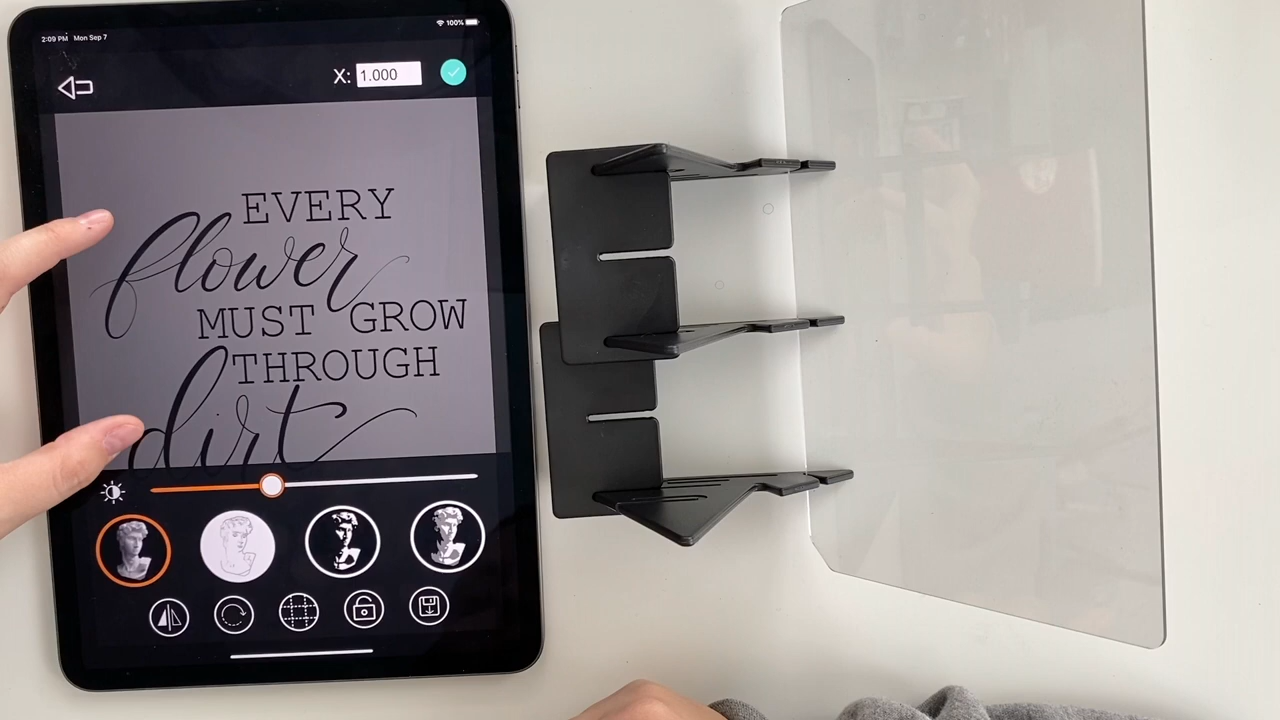 2:09 PM Mon Sep 7
100%
X: 1.000
EVERY
flower
MUST GROW
THROUGH
dirt